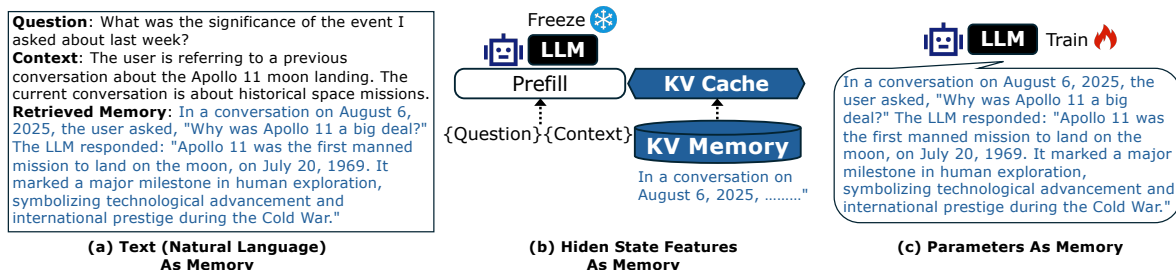 Question: What was the significance of the event I
asked about last week?
Context: The user is referring to a previous
conversation about the Apollo 11 moon landing. The
current conversation is about historical space missions.
Retrieved Memory: In a conversation on August 6,
2025, the user asked, "Why was Apollo 11 a big deal?"
The LLM responded: "Apollo 11 was the first manned
mission to land on the moon, on July 20, 1969. It
marked a major milestone in human exploration,
symbolizing technological advancement and
international prestige during the Cold War."
(a) Text (Natural Language)
As Memory
Freeze
LLM
Prefill
KV Cache
{Question}{Context}
KV Memory
In a conversation on
August 6, 2025, ………"
(b) Hiden State Features
As Memory
LLM
Train
In a conversation on August 6, 2025, the
user asked, "Why was Apollo 11 a big
deal?" The LLM responded: "Apollo 11 was
the first manned mission to land on the
moon, on July 20, 1969. It marked a major
milestone in human exploration,
symbolizing technological advancement and
international prestige during the Cold War."
(c) Parameters As Memory